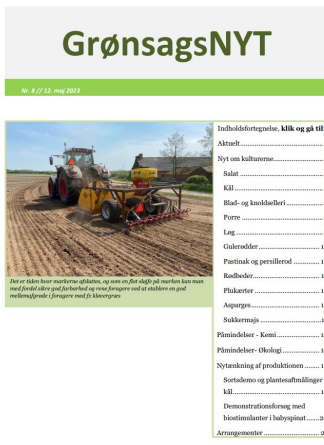 GrønsagsNYT
Nr. 8 // 12. maj 2023
Det er tiden hvor markerne afsluttes, og som en flot sløjfe på marken kan man
med fordel sikre god farbarhed og rene foragere ved at etablere en god
mellemafgrøde i foragere med fx kløvergræs
Indholdsfortegnelse, klik og gå til
Aktuelt
Nyt om kulturerne
Salat
Kål
Blad- og knoldselleri
Porre
Løg
Gulerødder
Pastinak og persillerod
Rødbeder
Plukærter
Asparges
Sukkermajs
Påmindelser - Kemi
Påmindelser- Økologi
Nytænkning af produktionen
Sortsdemo og plantesaftmålinger
kål
Demonstrationsforsøg med
biostimulanter i babyspinat
Arrangementer